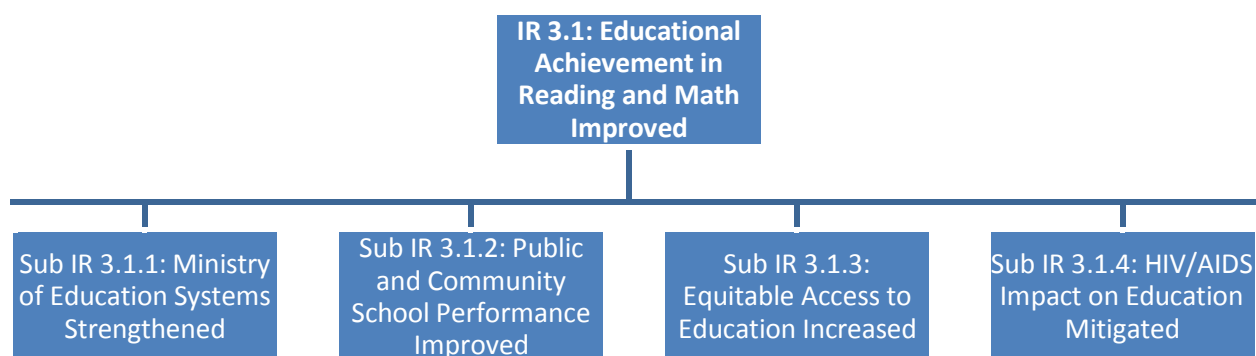 IR 3.1: Educational
Achievement in
Reading and Math
Improved
Sub IR 3.1.1: Ministry
of Education Systems
Strengthened
Sub IR 3.1.2: Public
and Community
School Performance
Improved
Sub IR 3.1.3:
Equitable Access to
Education Increased
Sub IR 3.1.4: HIV/AIDS
Impact on Education
Mitigated